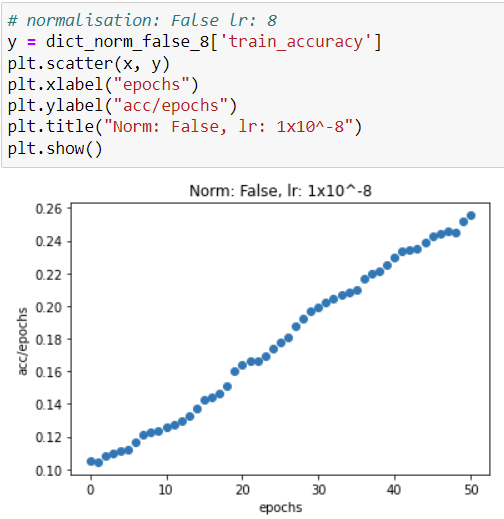 # normalisation: False lr: 8
y = dict_norm_false_8['train_accuracy']
plt.scatter(x, y)
plt.xlabel("epochs")
plt.ylabel("acc/epochs")
plt.title("Norm: False, lr: 1x10^-8")
plt.show()
Norm: False, lr: 1x10^-8
0.26
0.24
0.22
0.20
0.18
0.16
0.14
0.12
0.10
acc/epochs
0 10 20 30 40 50
epochs